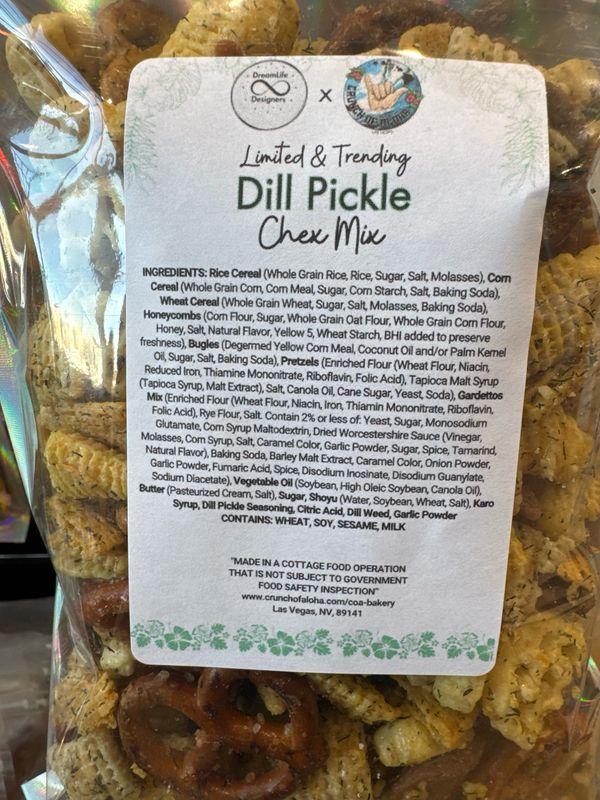 DreamLife
Designers
X
CRUNCH OF ALOHA
Limited & Trending
Dill Pickle
Chex Mix
INGREDIENTS: Rice Cereal (Whole Grain Rice, Rice, Sugar, Salt, Molasses), Corn
Cereal (Whole Grain Corn, Corn Meal, Sugar, Corn Starch, Salt, Baking Soda),
Wheat Cereal (Whole Grain Wheat, Sugar, Salt, Molasses, Baking Soda),
Honeycombs (Corn Flour, Sugar, Whole Grain Oat Flour, Whole Grain Corn Flour,
Honey, Salt, Natural Flavor, Yellow 5, Wheat Starch, BHI added to preserve
freshness), Bugles (Degermed Yellow Corn Meal, Coconut Oil and/or Palm Kernel
Oil, Sugar, Salt, Baking Soda), Pretzels (Enriched Flour (Wheat Flour, Niacin,
Reduced Iron, Thiamine Mononitrate, Riboflavin, Folic Acid), Tapioca Malt Syrup
(Tapioca Syrup, Malt Extract), Salt, Canola Oil, Cane Sugar, Yeast, Soda), Gardettos
Mix (Enriched Flour (Wheat Flour, Niacin, Iron, Thiamin Mononitrate, Riboflavin,
Folic Acid), Rye Flour, Salt. Contain 2% or less of: Yeast, Sugar, Monosodium
Glutamate, Corn Syrup Maltodextrin, Dried Worcestershire Sauce (Vinegar,
Molasses, Corn Syrup, Salt, Caramel Color, Garlic Powder, Sugar, Spice, Tamarind,
Natural Flavor), Baking Soda, Barley Malt Extract, Caramel Color, Onion Powder,
Garlic Powder, Fumaric Acid, Spice, Disodium Inosinate, Disodium Guanylate,
Sodium Diacetate), Vegetable Oil (Soybean, High Oleic Soybean, Canola Oil),
Butter (Pasteurized Cream, Salt), Sugar, Shoyu (Water, Soybean, Wheat, Salt), Karo
Syrup, Dill Pickle Seasoning, Citric Acid, Dill Weed, Garlic Powder
CONTAINS: WHEAT, SOY, SESAME, MILK
"MADE IN A COTTAGE FOOD OPERATION
THAT IS NOT SUBJECT TO GOVERNMENT
FOOD SAFETY INSPECTION"
www.crunchofaloha.com/coa-bakery
Las Vegas, NV, 89141